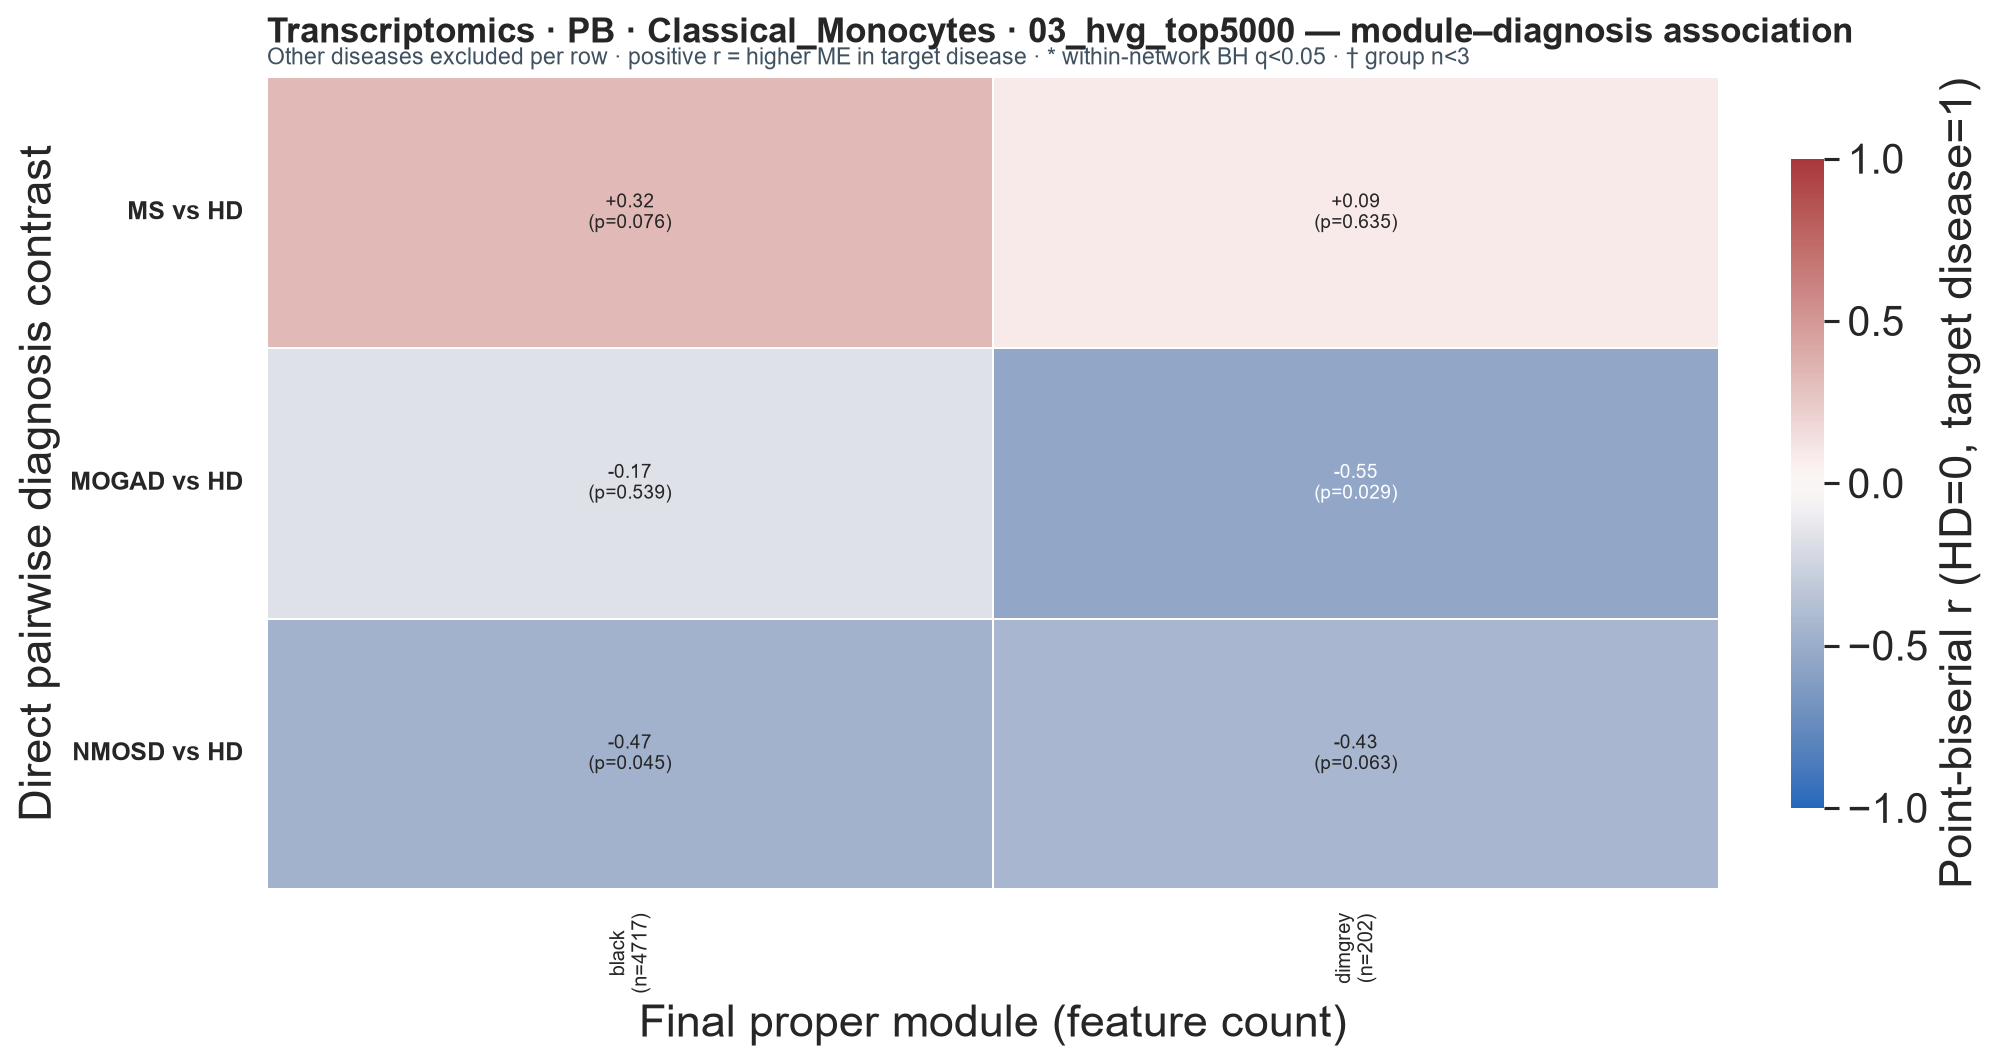 Transcriptomics · PB · Classical_Monocytes · 03_hvg_top5000 — module–diagnosis association
Other diseases excluded per row · positive r = higher ME in target disease · * within-network BH q<0.05 · † group n<3
Direct pairwise diagnosis contrast
MS vs HD
+0.32
(p=0.076)
+0.09
(p=0.635)
MOGAD vs HD
-0.17
(p=0.539)
-0.55
(p=0.029)
NMOSD vs HD
-0.47
(p=0.045)
-0.43
(p=0.063)
black
(n=4717)
dimgrey
(n=202)
Final proper module (feature count)
1.0
0.5
0.0
−0.5
−1.0
Point-biserial r (HD=0, target disease=1)